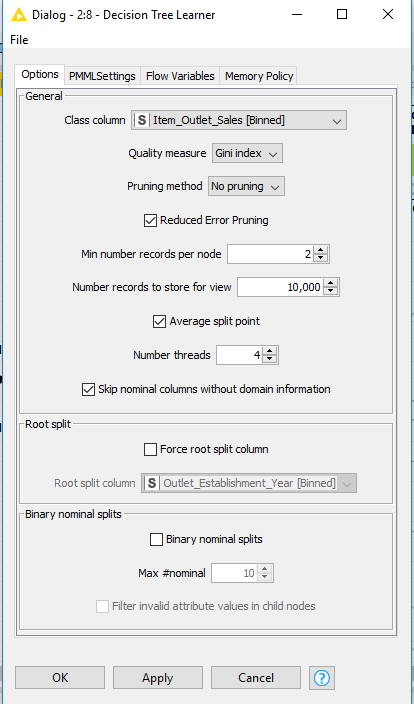 Dialog - 2:8 - Decision Tree Learner
File
Options PMMLSettings Flow Variables Memory Policy
General
Class column S Item_Outlet_Sales [Binned]
Quality measure Gini index
Pruning method No pruning
Reduced Error Pruning
Min number records per node 2
Number records to store for view 10,000
Average split point
Number threads 4
Skip nominal columns without domain information
Root split
Force root split column
Root split column S Outlet_Establishment_Year [Binned]
Binary nominal splits
Binary nominal splits
Max #nominal 10
Filter invalid attribute values in child nodes
OK Apply Cancel ?